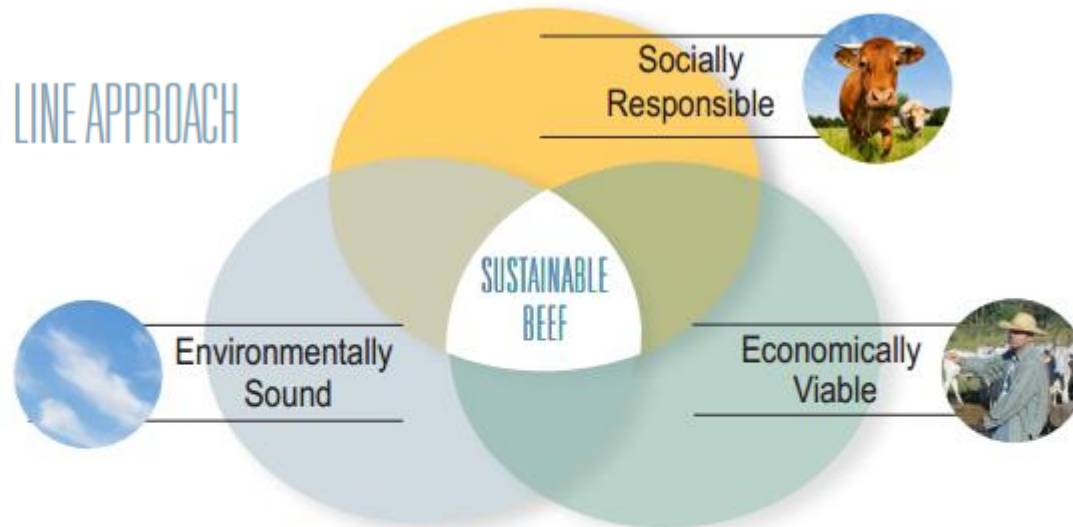 LINE APPROACH
Socially
Responsible
SUSTAINABLE
BEEF
Environmentally
Sound
Economically
Viable